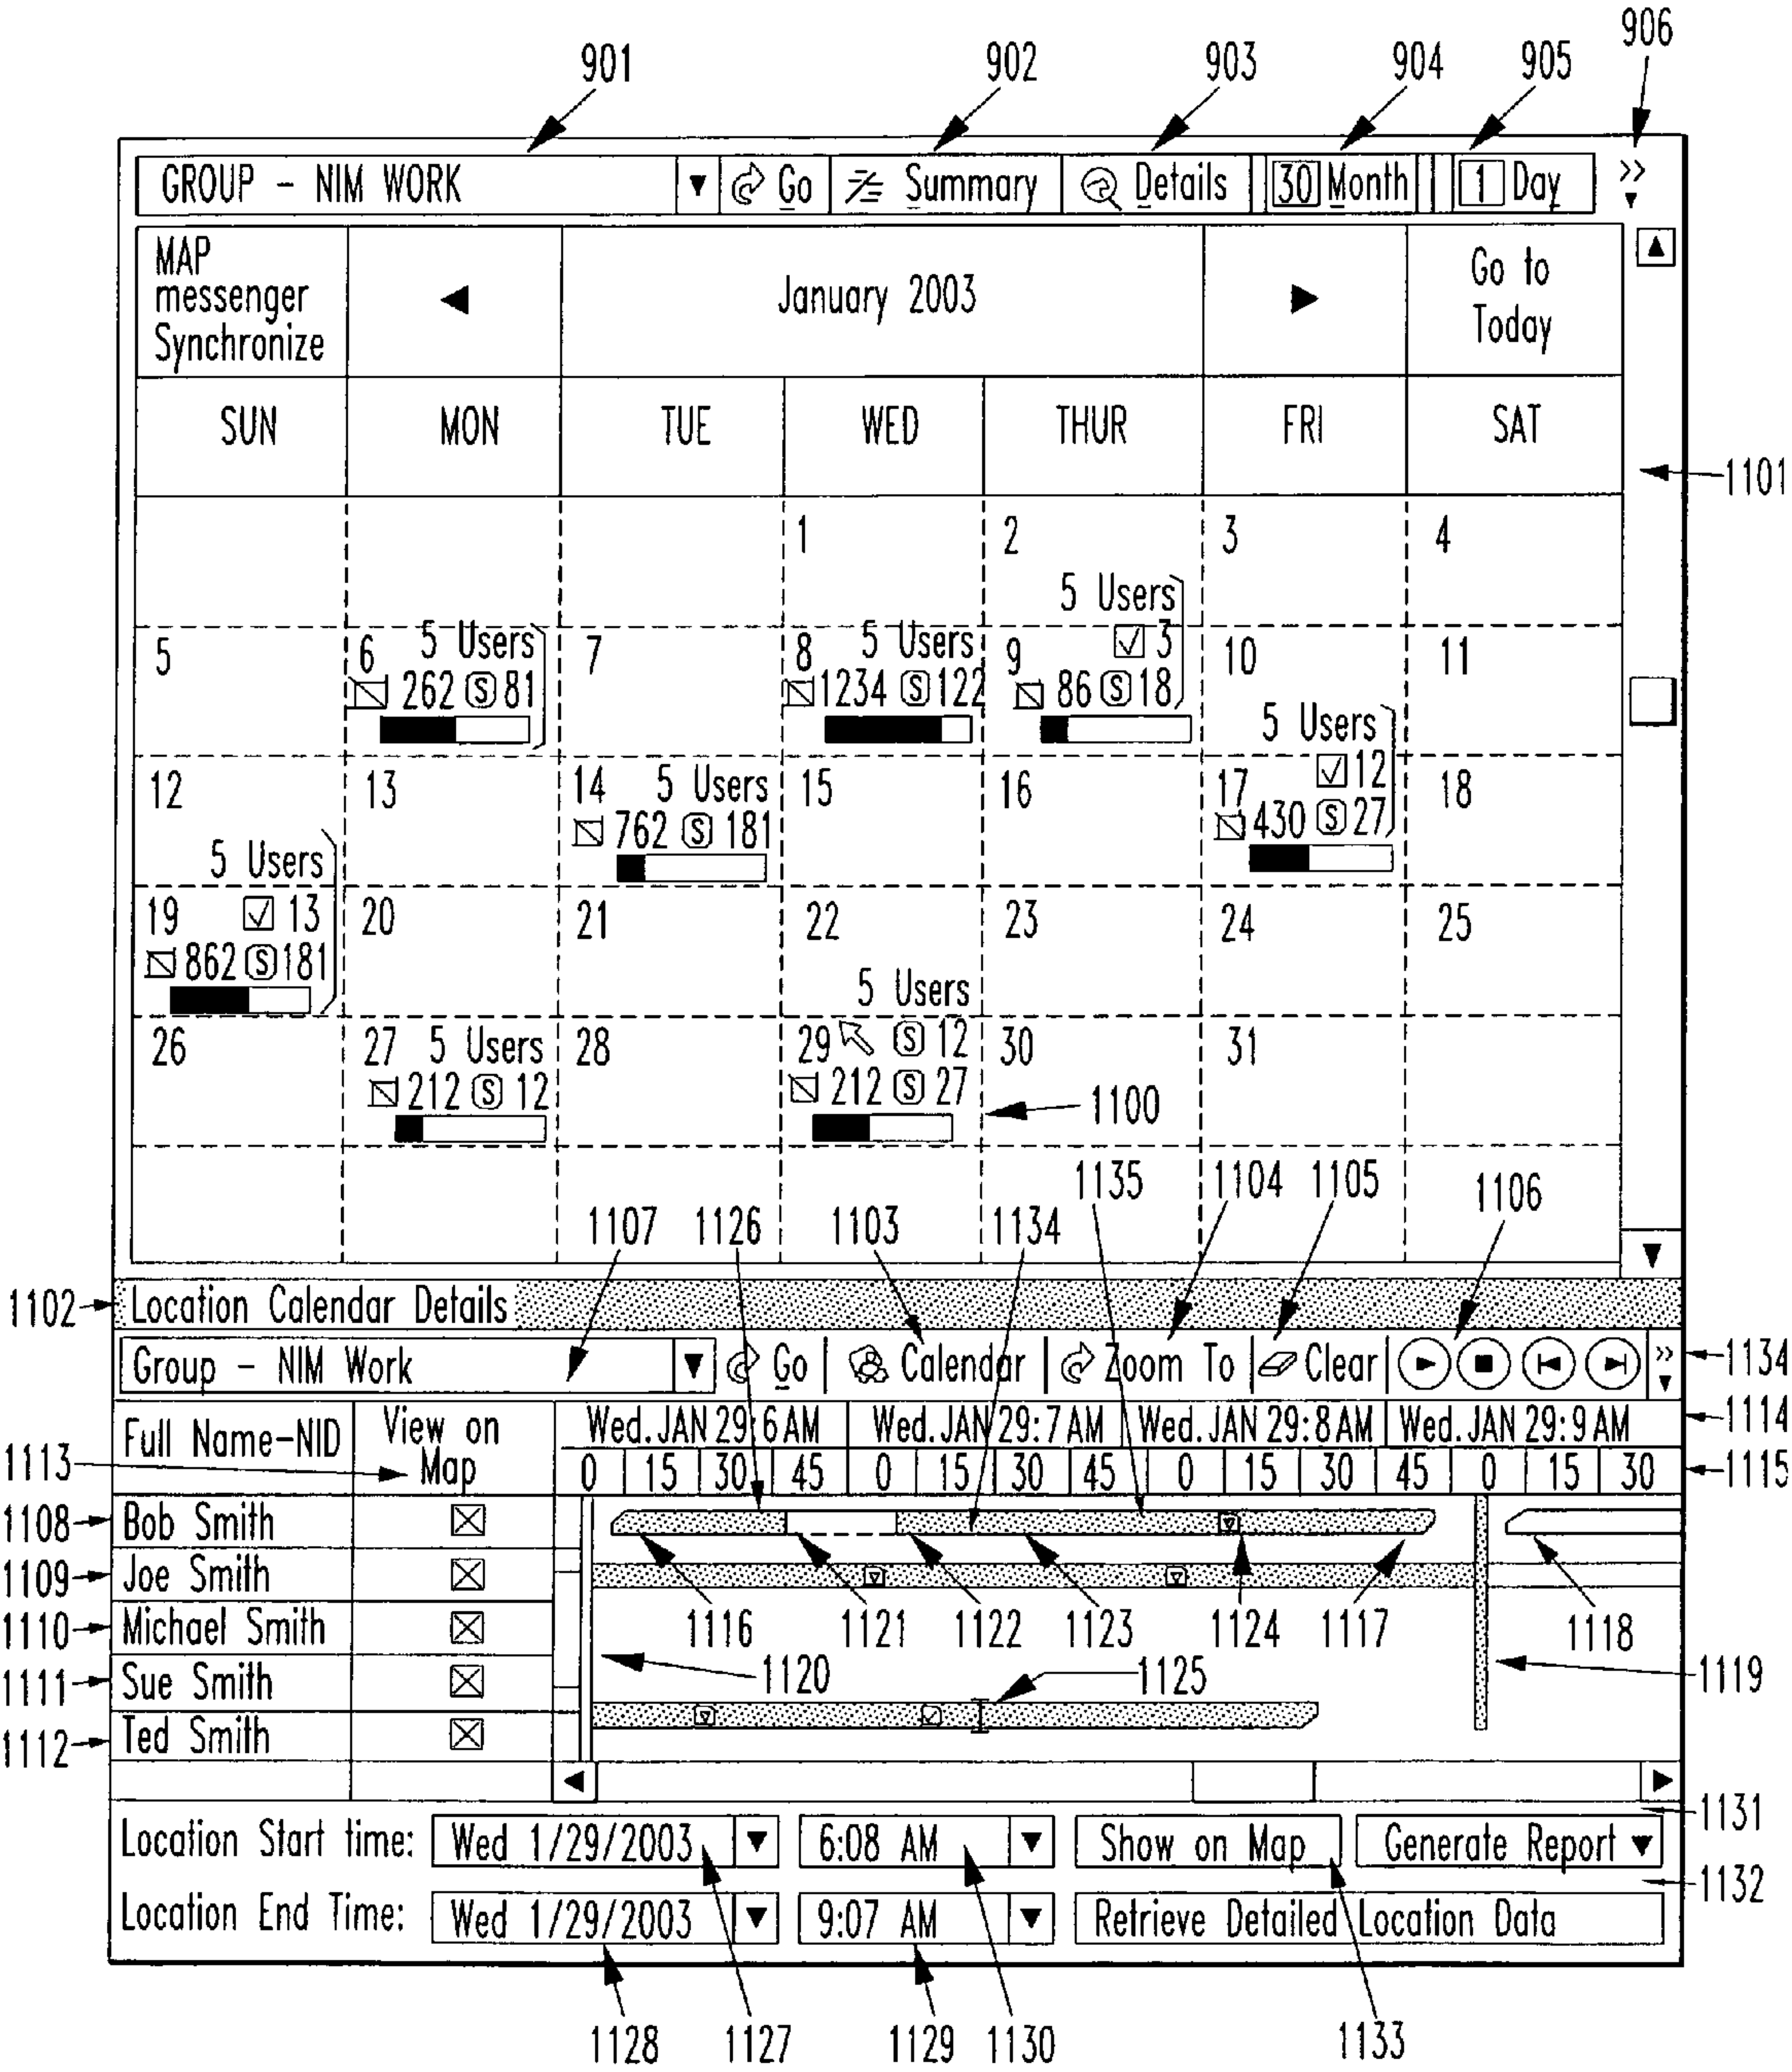 901 902 903 904 905 906
GROUP - NIM WORK Go Summary Details 30 Month 1 Day >>
MAP messenger Synchronize January 2003 Go to Today
SUN MON TUE WED THUR FRI SAT
1101
1 2 3 4
5 Users
5 6 5 Users 7 8 5 Users 9 3 10 11
262 S 81 1234 S 122 86 S 18
5 Users
12 13 14 5 Users 15 16 17 12 18
762 S 181 430 S 27
5 Users
19 13 20 21 22 23 24 25
862 S 181
5 Users
26 27 5 Users 28 29 S 12 30 31
212 S 12 212 S 27
1100
1107 1126 1103 1134 1135 1104 1105 1106
1102 Location Calendar Details
Group - NIM Work Go Calendar Zoom To Clear >> 1134
Full Name-NID View on Map Wed.JAN 29:6AM Wed.JAN 29:7AM Wed.JAN 29:8AM Wed.JAN 29:9AM 1114
1113 0 15 30 45 0 15 30 45 0 15 30 45 0 15 30 1115
1108 Bob Smith
1109 Joe Smith
1110 Michael Smith 1116 1121 1122 1123 1124 1117 1118
1111 Sue Smith 1120 1125 1119
1112 Ted Smith
1131
Location Start time: Wed 1/29/2003 6:08 AM Show on Map Generate Report
1132
Location End Time: Wed 1/29/2003 9:07 AM Retrieve Detailed Location Data
1128 1127 1129 1130 1133